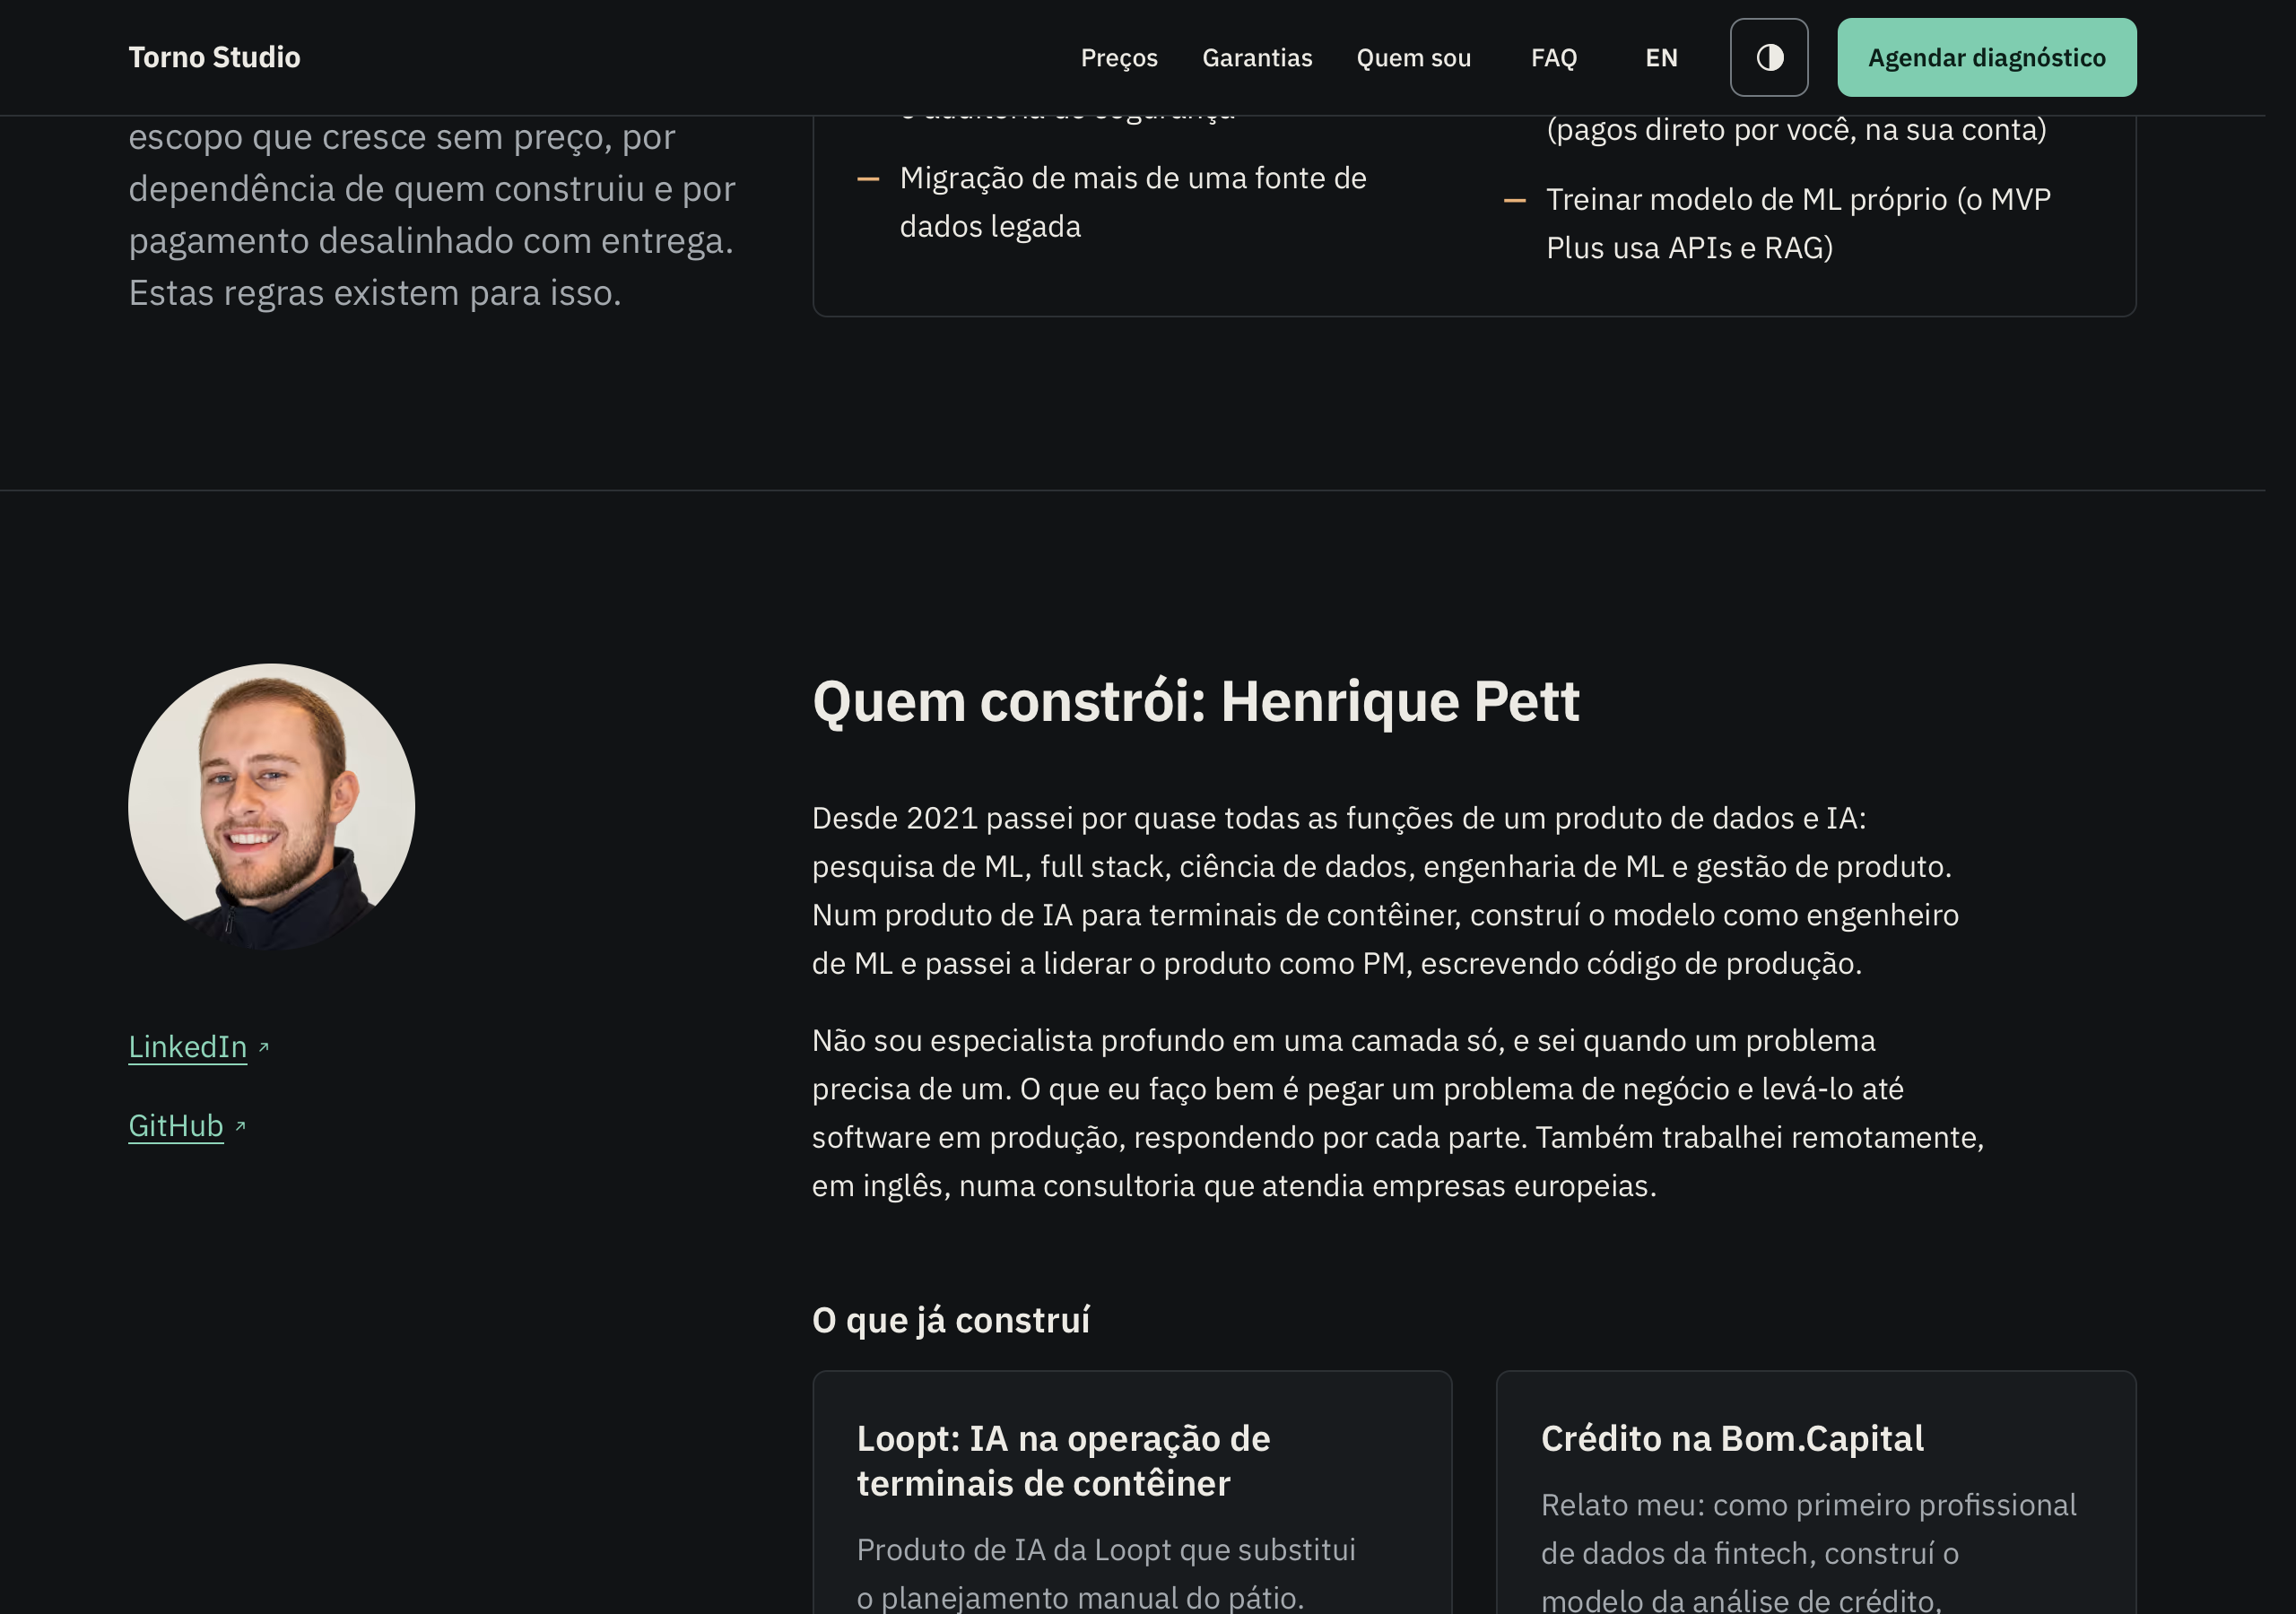 Torno Studio
Preços
Garantias
Quem sou
FAQ
EN
Agendar diagnóstico
escopo que cresce sem preço, por
dependência de quem construiu e por
pagamento desalinhado com entrega.
Estas regras existem para isso.
Migração de mais de uma fonte de
dados legada
(pagos direto por você, na sua conta)
Treinar modelo de ML próprio (o MVP
Plus usa APIs e RAG)
LinkedIn ↗
GitHub ↗
Quem constrói: Henrique Pett
Desde 2021 passei por quase todas as funções de um produto de dados e IA:
pesquisa de ML, full stack, ciência de dados, engenharia de ML e gestão de produto.
Num produto de IA para terminais de contêiner, construí o modelo como engenheiro
de ML e passei a liderar o produto como PM, escrevendo código de produção.
Não sou especialista profundo em uma camada só, e sei quando um problema
precisa de um. O que eu faço bem é pegar um problema de negócio e levá-lo até
software em produção, respondendo por cada parte. Também trabalhei remotamente,
em inglês, numa consultoria que atendia empresas europeias.
O que já construí
Loopt: IA na operação de
terminais de contêiner
Produto de IA da Loopt que substitui
o planejamento manual do pátio.
Crédito na Bom.Capital
Relato meu: como primeiro profissional
de dados da fintech, construí o
modelo da análise de crédito,